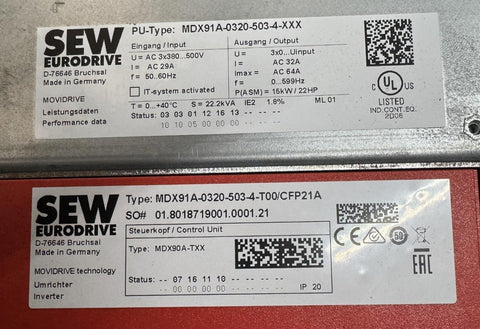 SEW
EURODRIVE
D-76646 Bruchsal
Made in Germany
MOVIDRIVE
Leistungsdaten
Performance data
PU-Type: MDX91A-0320-503-4-XXX
Eingang / Input
U = AC 3x380...500V
I = AC 29A
f = 50...60Hz
IT-system activated
Ausgang / Output
U = 3x0...Uinput
I = AC 32A
Imax = AC 64A
f = 0...599Hz
P(ASM) = 15kW / 22HP
T = 0...+40°C S = 22.2kVA IE2 1.8% ML 01
Status: 03 03 01 12 16 13 -- -- -- --
10 10 05 00 00 00
C UL US
LISTED
IND.CONT.EQ.
2D06
SEW
EURODRIVE
D-76646 Bruchsal
Made in Germany
MOVIDRIVE technology
Umrichter
Inverter
Type: MDX91A-0320-503-4-T00/CFP21A
SO# 01.8018719001.0001.21
Steuerkopf / Control Unit
Type: MDX90A-TXX
Status: -- 07 16 11 10 -- -- -- --
IP 20
CE
EAC